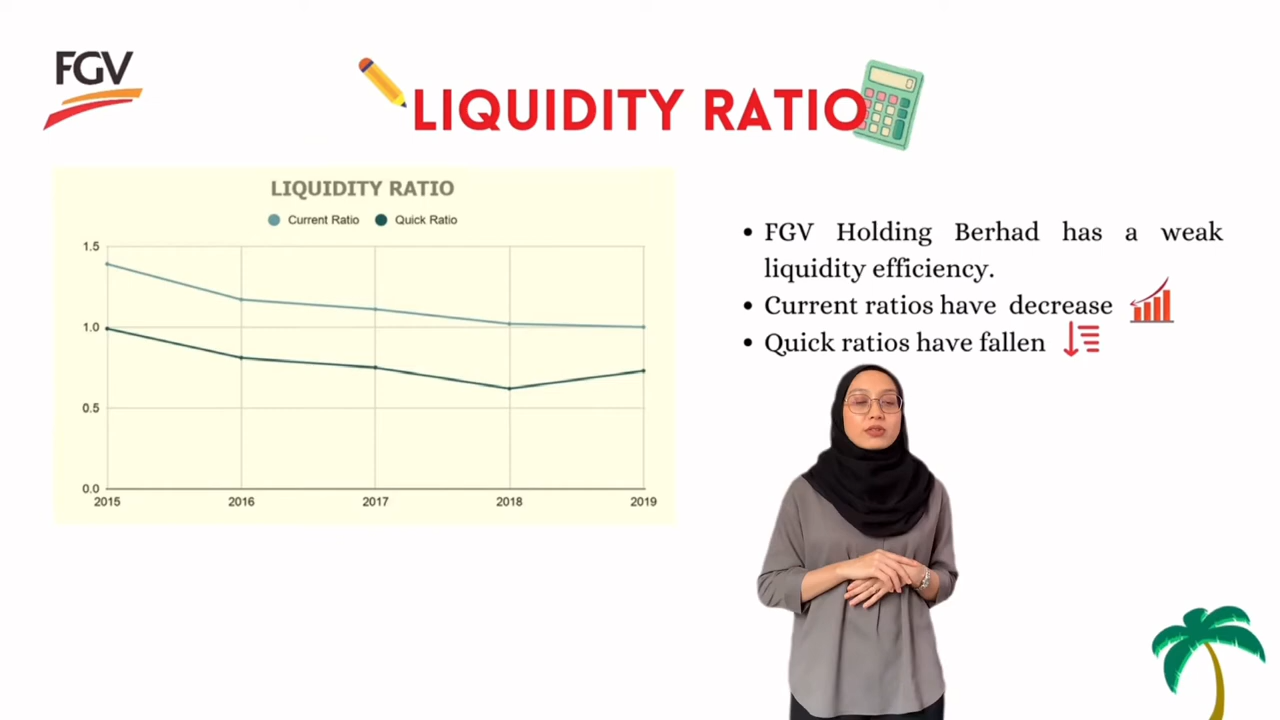 FGV
LIQUIDITY RATIO
0
LIQUIDITY RATIO
Current Ratio Quick Ratio
1.5
1.0
0.5
0.0
2015 2016 2017 2018 2019
• FGV Holding Berhad has a weak
liquidity efficiency.
• Current ratios have decrease
• Quick ratios have fallen